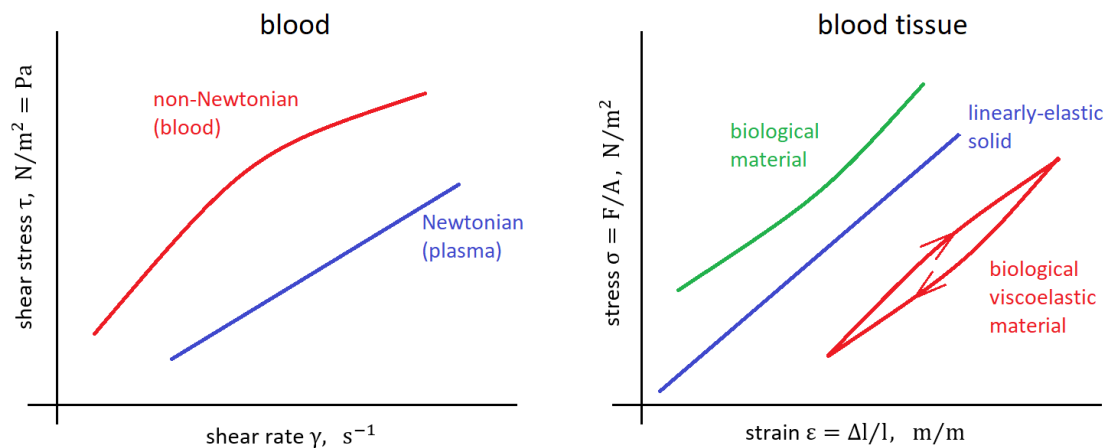 blood
shear stress τ, N/m² = Pa
non-Newtonian
(blood)
Newtonian
(plasma)
shear rate γ, s⁻¹
blood tissue
stress σ = F/A, N/m²
biological
material
linearly-elastic
solid
biological
viscoelastic
material
strain ε = Δl/l, m/m